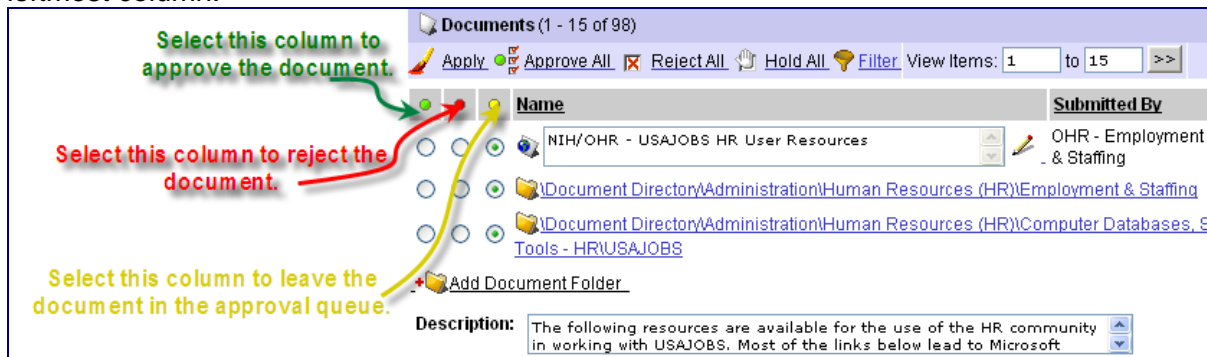 leftmost column.
Documents (1 - 15 of 98)
Select this column to
approve the document.
Apply Approve All Reject All Hold All Filter View Items: 1 to 15 >>
Name Submitted By
NIH/OHR - USAJOBS HR User Resources
OHR - Employment
& Staffing
Select this column to reject the
document.
\Document Directory\Administration\Human Resources (HR)\Employment & Staffing
\Document Directory\Administration\Human Resources (HR)\Computer Databases, S
Tools - HR\USAJOBS
Select this column to leave the
document in the approval queue.
Add Document Folder
Description: The following resources are available for the use of the HR community
in working with USAJOBS. Most of the links below lead to Microsoft